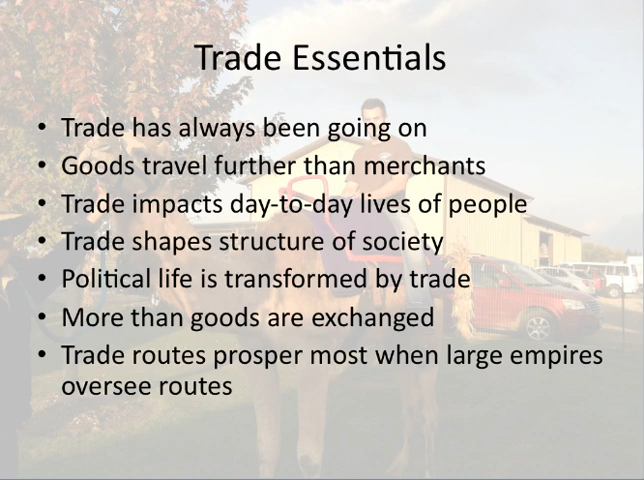 Trade Essentials
• Trade has always been going on
• Goods travel further than merchants
• Trade impacts day-to-day lives of people
• Trade shapes structure of society
• Political life is transformed by trade
• More than goods are exchanged
• Trade routes prosper most when large empires
oversee routes